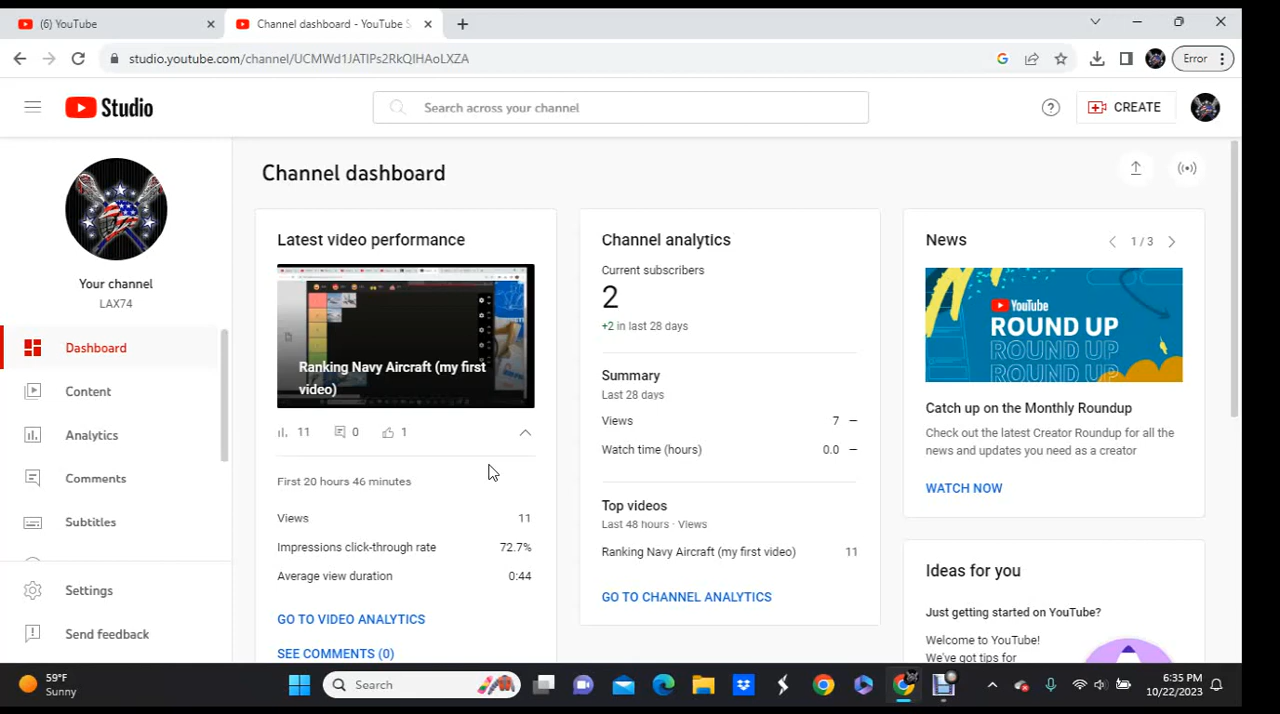 (6) YouTube
Channel dashboard - YouTube S
studio.youtube.com/channel/UCMWd1JATlPs2RkQlHAoLXZA
Error
Studio
Search across your channel
CREATE
Your channel
LAX74
Dashboard
Content
Analytics
Comments
Subtitles
Settings
Send feedback
Channel dashboard
Latest video performance
Ranking Navy Aircraft (my first
video)
11
0
1
First 20 hours 46 minutes
Views 11
Impressions click-through rate 72.7%
Average view duration 0:44
GO TO VIDEO ANALYTICS
SEE COMMENTS (0)
Channel analytics
Current subscribers
2
+2 in last 28 days
Summary
Last 28 days
Views 7 —
Watch time (hours) 0.0 —
Top videos
Last 48 hours · Views
Ranking Navy Aircraft (my first video) 11
GO TO CHANNEL ANALYTICS
News
1 / 3
YouTube
ROUND UP
ROUND UP
ROUND UP
Catch up on the Monthly Roundup
Check out the latest Creator Roundup for all the
news and updates you need as a creator
WATCH NOW
Ideas for you
Just getting started on YouTube?
Welcome to YouTube!
We've got tips for
59°F
Sunny
Search
6:35 PM
10/22/2023